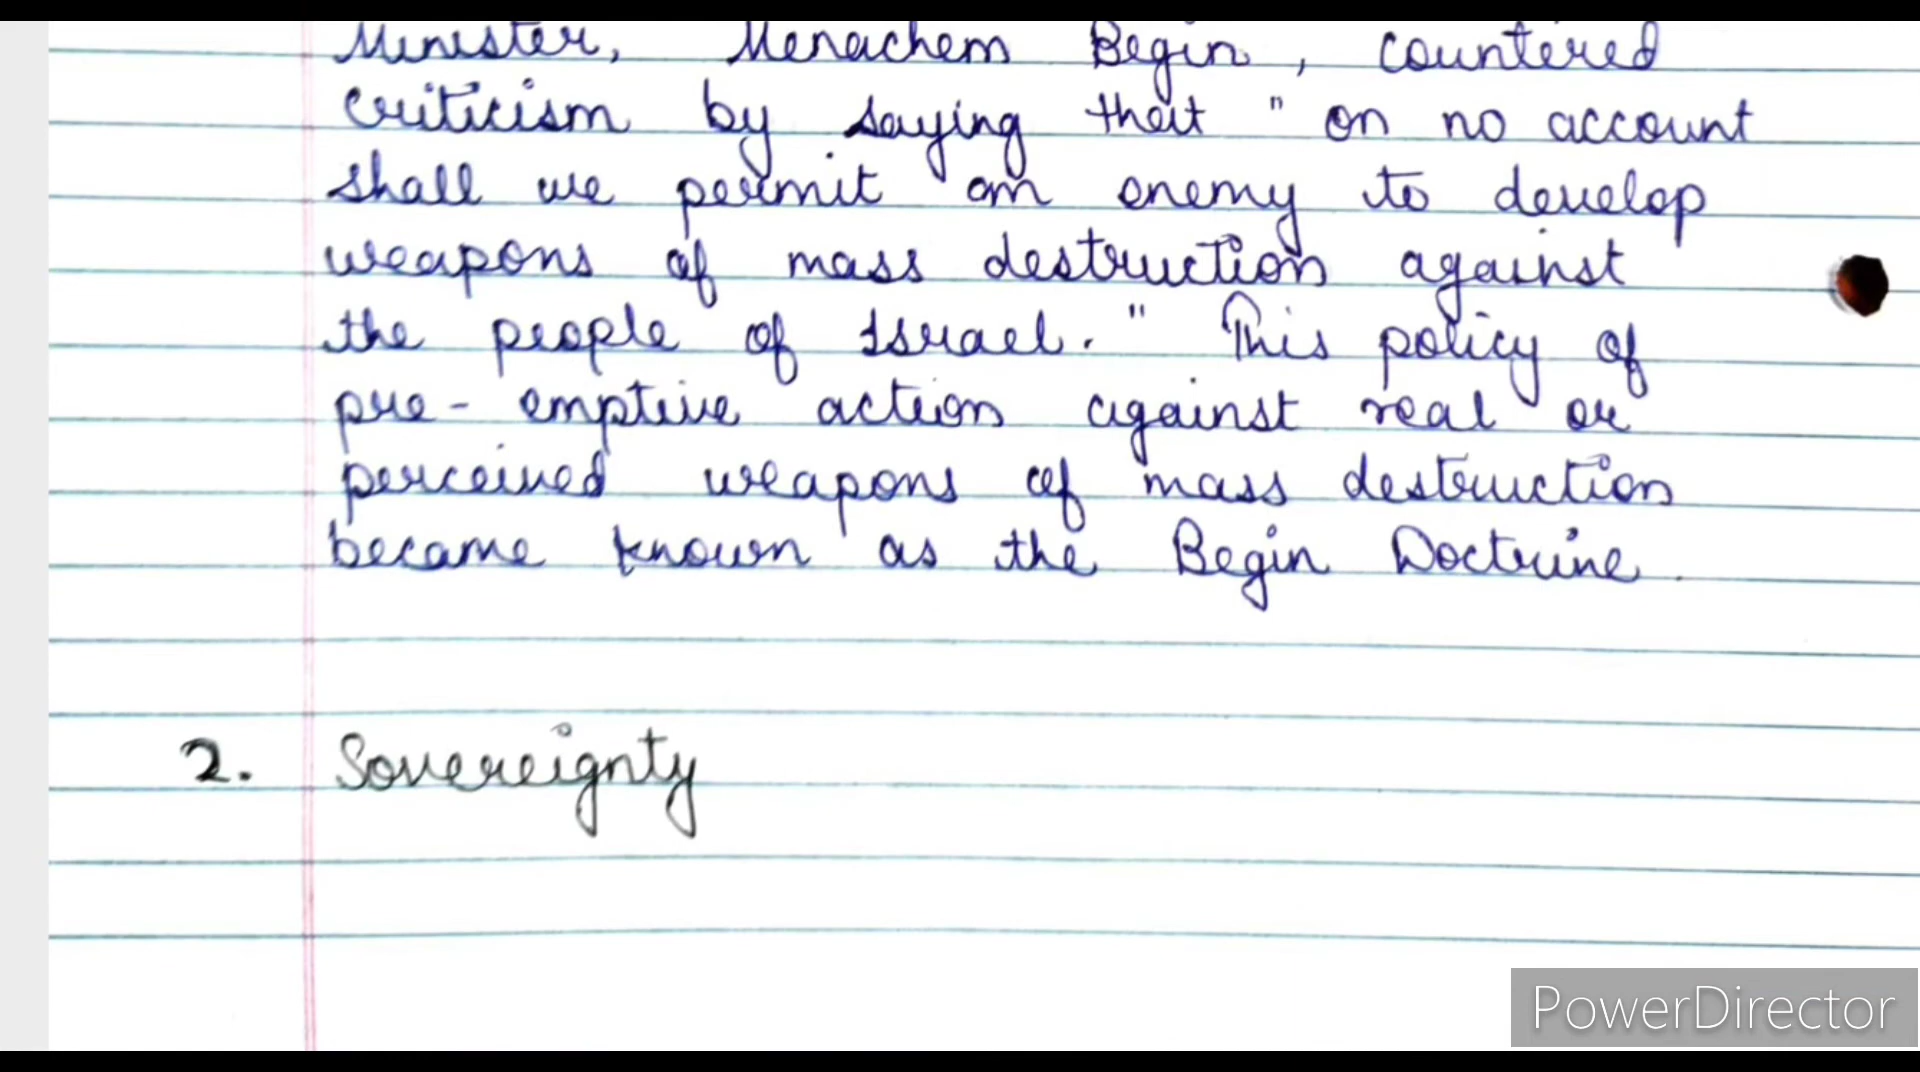 Minister, Menachem Begin, countered
criticism by saying that " on no account
shall we permit an enemy to develop
weapons of mass destruction against
the people of Israel." This policy of
pre-emptive action against real or
perceived weapons of mass destruction
became known as the Begin Doctrine.
2. Sovereignty
PowerDirector